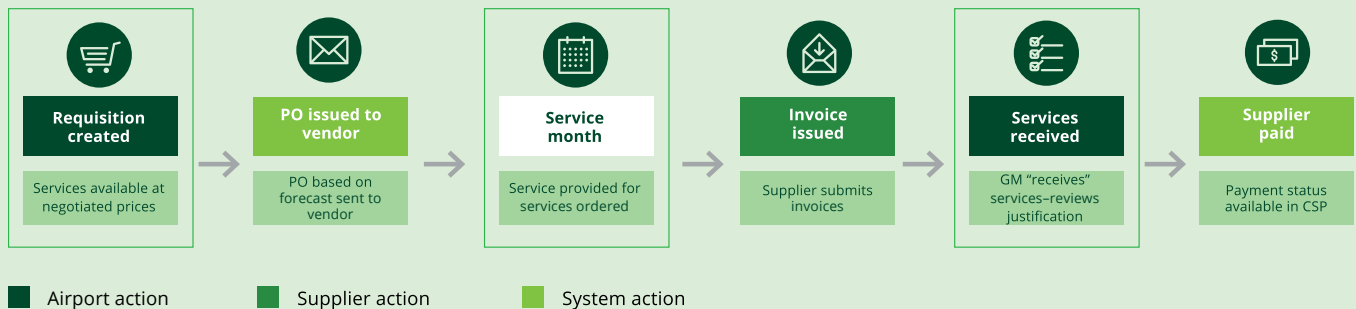 Requisition
created
Services available at
negotiated prices
PO issued to
vendor
PO based on
forecast sent to
vendor
Service
month
Service provided for
services ordered
Invoice
issued
Supplier submits
invoices
Services
received
GM “receives”
services–reviews
justification
Supplier
paid
$
Payment status
available in CSP
Airport action
Supplier action
System action